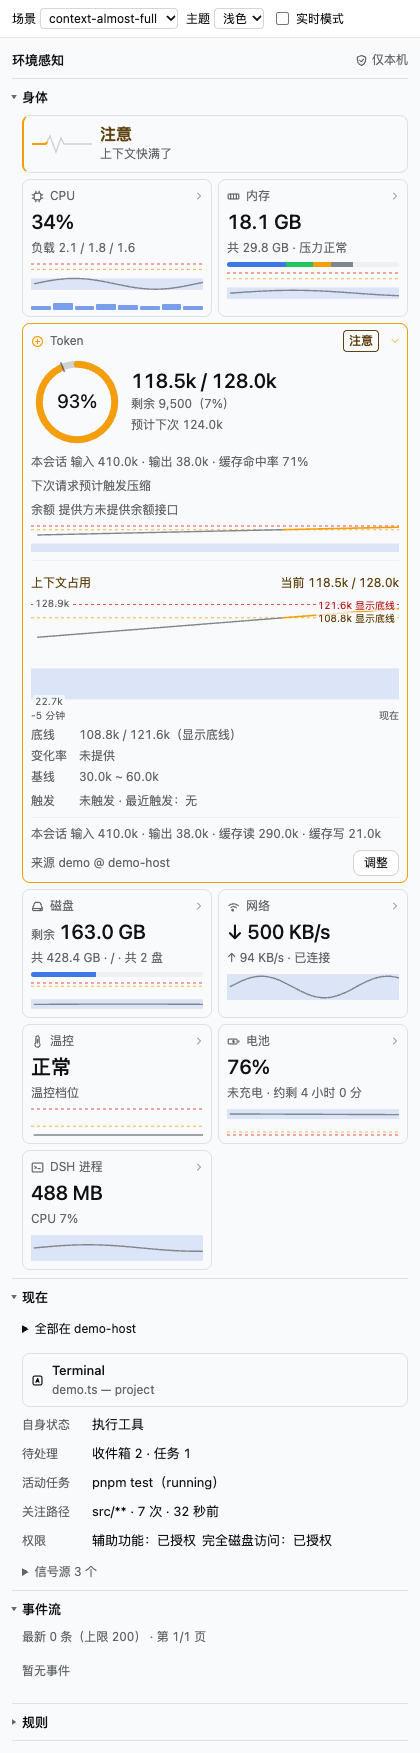 场景 context-almost-full 主题 浅色 实时模式
环境感知 仅本机
身体
注意
上下文快满了
CPU
34%
负载 2.1 / 1.8 / 1.6
内存
18.1 GB
共 29.8 GB · 压力正常
Token 注意
93%
118.5k / 128.0k
剩余 9,500（7%）
预计下次 124.0k
本会话 输入 410.0k · 输出 38.0k · 缓存命中率 71%
下次请求预计触发压缩
余额 提供方未提供余额接口
上下文占用 当前 118.5k / 128.0k
128.9k
121.6k 显示底线
108.8k 显示底线
22.7k
-5 分钟 现在
底线 108.8k / 121.6k（显示底线）
变化率 未提供
基线 30.0k ~ 60.0k
触发 未触发 · 最近触发：无
本会话 输入 410.0k · 输出 38.0k · 缓存读 290.0k · 缓存写 21.0k
来源 demo @ demo-host 调整
磁盘
剩余 163.0 GB
共 428.4 GB · / · 共 2 盘
网络
↓ 500 KB/s
↑ 94 KB/s · 已连接
温控
正常
温控档位
电池
76%
未充电 · 约剩 4 小时 0 分
DSH 进程
488 MB
CPU 7%
现在
全部在 demo-host
Terminal
demo.ts — project
自身状态 执行工具
待处理 收件箱 2 · 任务 1
活动任务 pnpm test（running）
关注路径 src/** · 7 次 · 32 秒前
权限 辅助功能：已授权 完全磁盘访问：已授权
信号源 3 个
事件流
最新 0 条（上限 200） · 第 1/1 页
暂无事件
规则